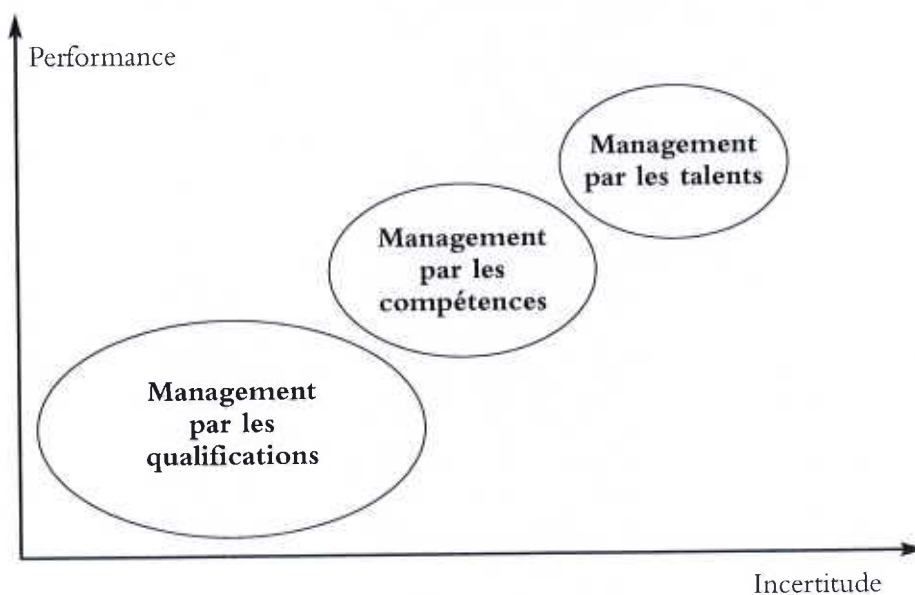 Performance
Management
par les talents
Management
par les
compétences
Management
par les
qualifications
Incertitude